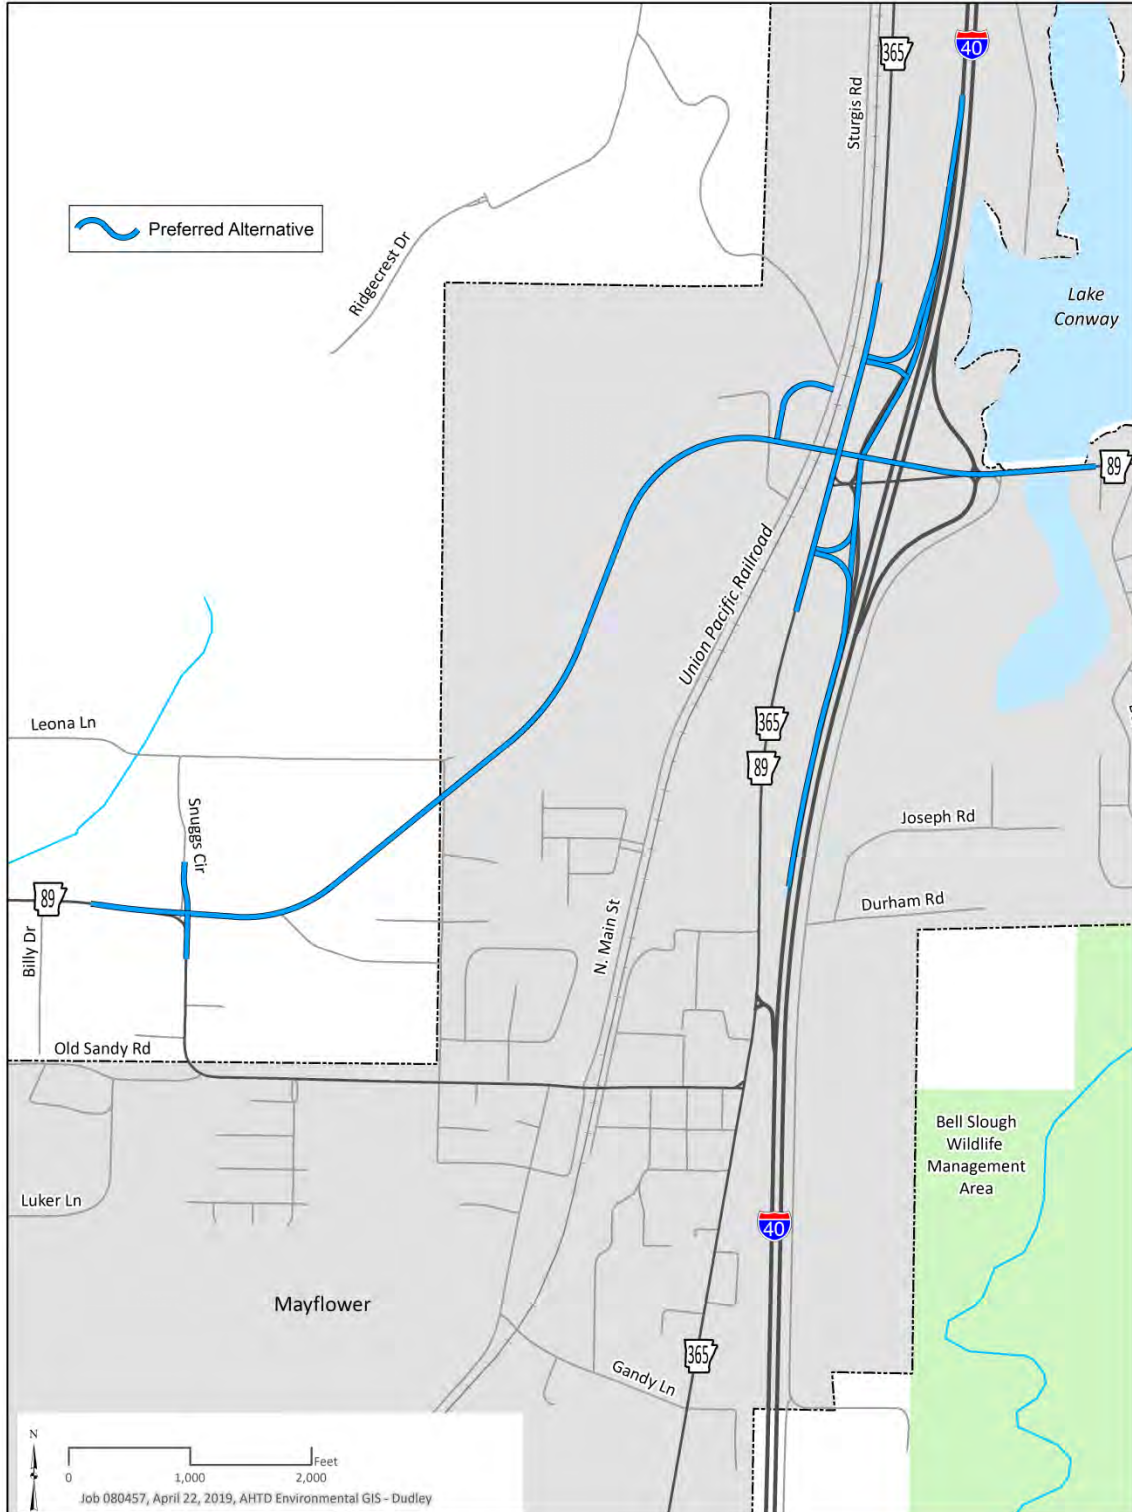 365
40
Sturgis Rd
Preferred Alternative
Ridgecrest Dr
Lake
Conway
89
Union Pacific Railroad
Leona Ln
365
89
Snuggs Cir
Joseph Rd
89
Durham Rd
Billy Dr
N. Main St
Old Sandy Rd
Bell Slough
Wildlife
Management
Area
Luker Ln
40
Mayflower
365
Gandy Ln
N
Feet
0
1,000
2,000
Job 080457, April 22, 2019, AHTD Environmental GIS - Dudley